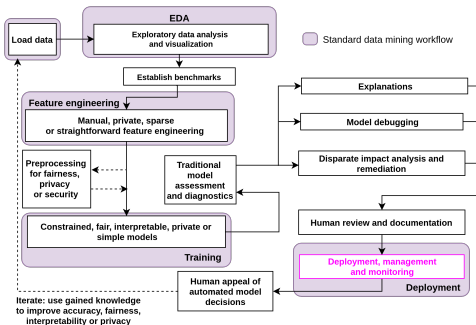 EDA
Load data
Exploratory data analysis
and visualization
Standard data mining workflow
Establish benchmarks
Explanations
Feature engineering
Manual, private, sparse
or straightforward feature engineering
Model debugging
Preprocessing
for fairness,
privacy
or security
Traditional
model
assessment
and diagnostics
Disparate impact analysis and
remediation
Constrained, fair, interpretable, private or
simple models
Training
Human review and documentation
Deployment, management
and monitoring
Deployment
Human appeal of
automated model
decisions
Iterate: use gained knowledge
to improve accuracy, fairness,
interpretability or privacy